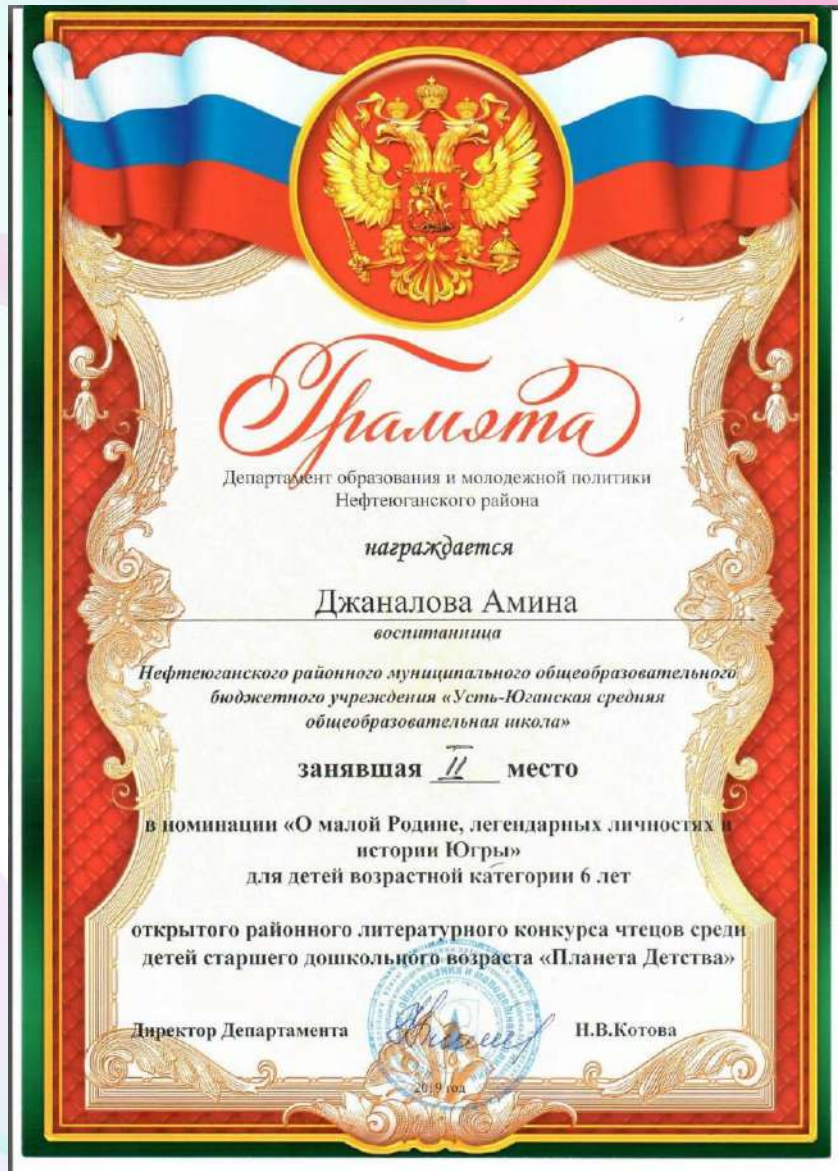 Грамота
Департамент образования и молодежной политики
Нефтеюганского района
награждается
Джаналова Амина
воспитанница
Нефтеюганского районного муниципального общеобразовательного
бюджетного учреждения «Усть-Юганская средняя
общеобразовательная школа»
занявшая II место
в номинации «О малой Родине, легендарных личностях и
истории Югры»
для детей возрастной категории 6 лет
открытого районного литературного конкурса чтецов среди
детей старшего дошкольного возраста «Планета Детства»
Директор Департамента Н.В.Котова
2019 год